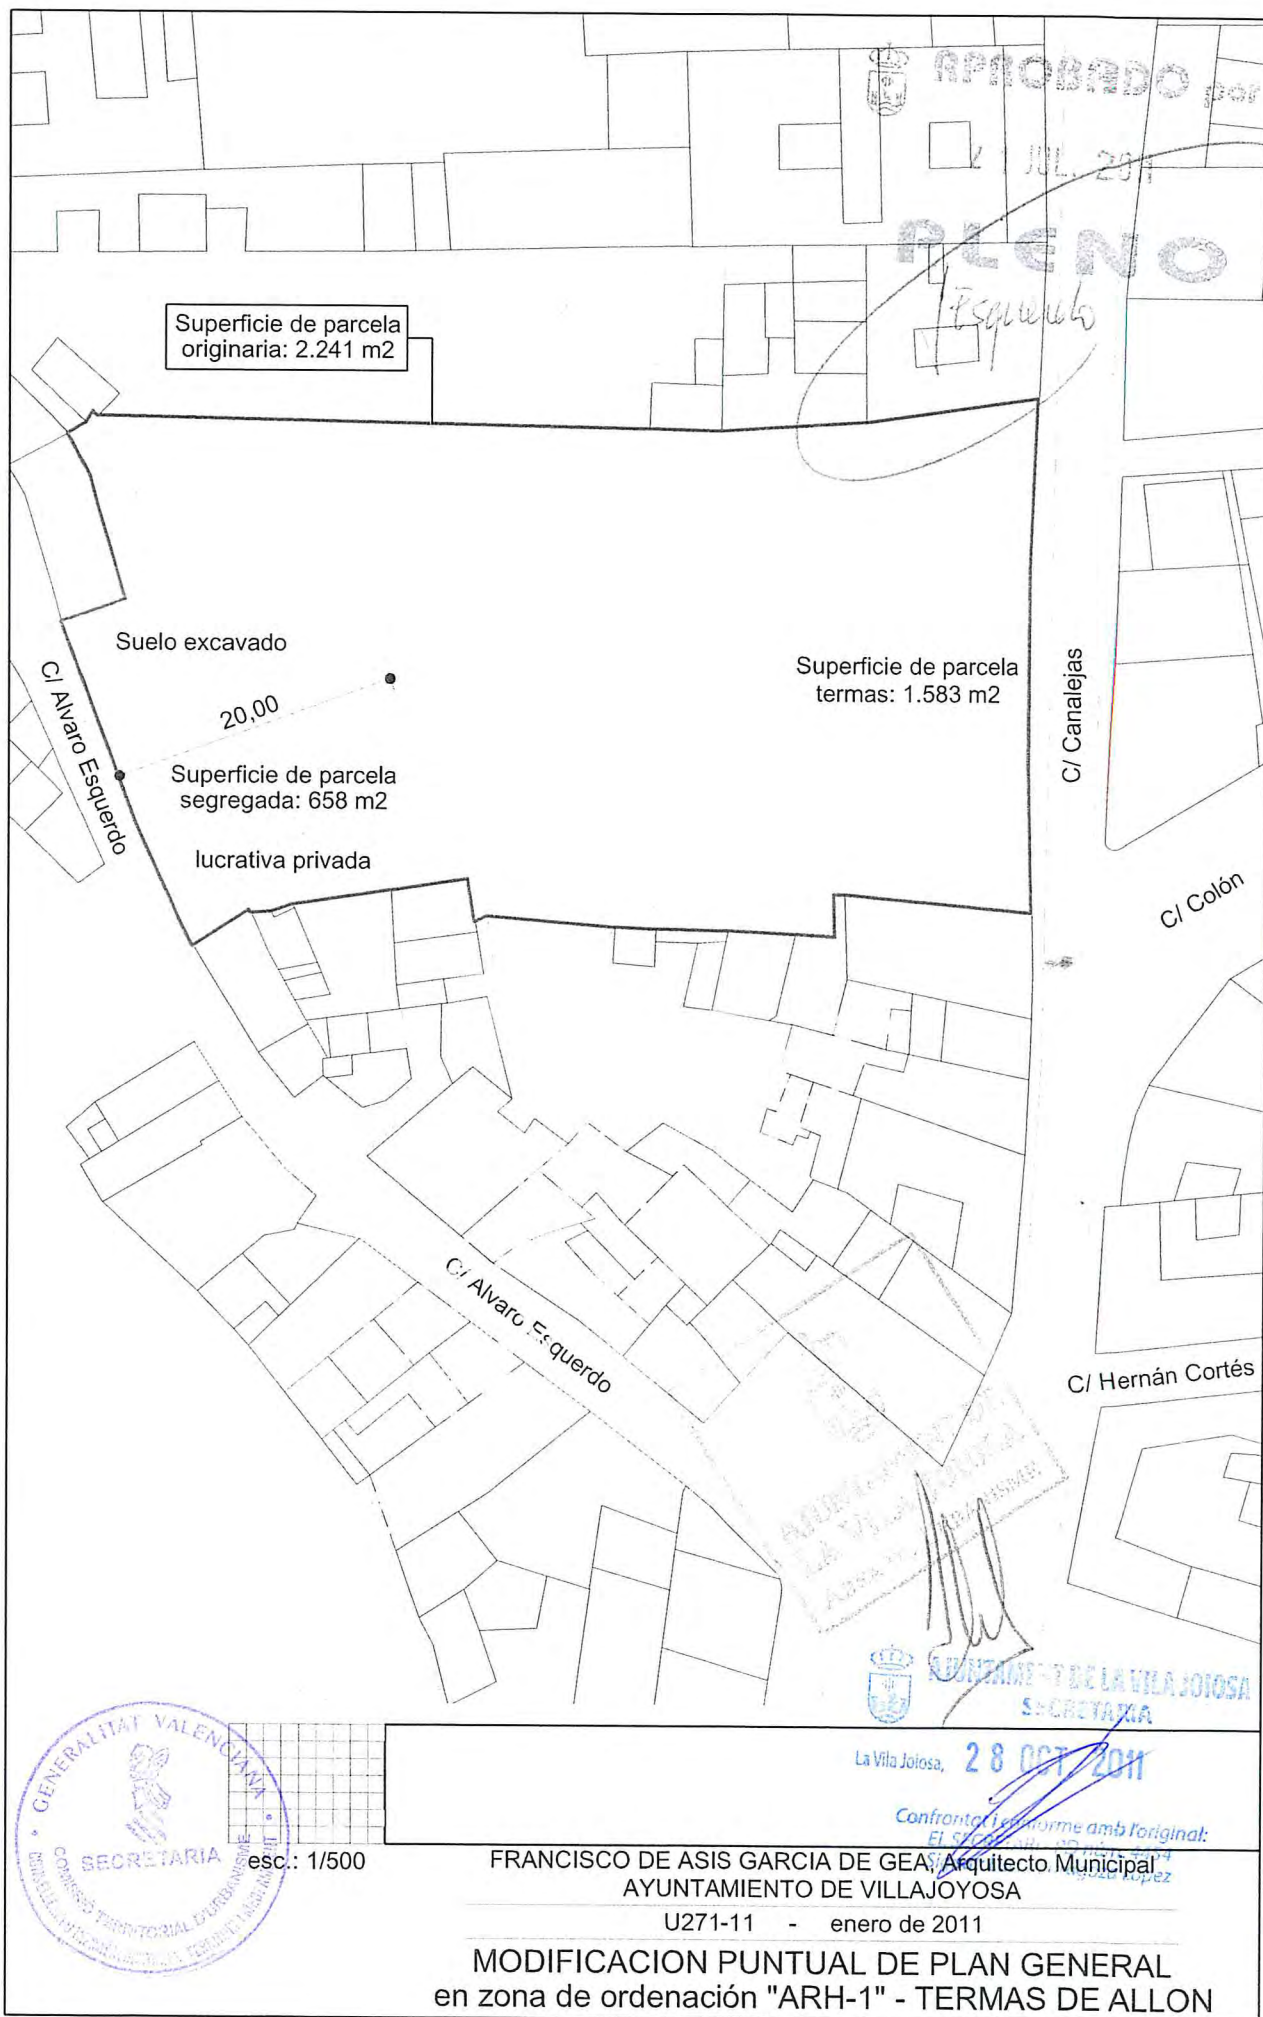 APROBADO por
21 JUL. 2011
PLENO
Superficie de parcela
originaria: 2.241 m2
Suelo excavado
20,00
C/ Alvaro Esquerdo
Superficie de parcela
segregada: 658 m2
lucrativa privada
Superficie de parcela
termas: 1.583 m2
C/ Canalejas
C/ Colón
C/ Alvaro Esquerdo
C/ Hernán Cortés
AJUNTAMENT DE LA VILA JOIOSA
SECRETARIA
La Vila Joiosa, 28 OCT 2011
Confrontat i conforme amb l'original:
GENERALITAT VALENCIANA
SECRETARIA
COMISSIÓ TERRITORIAL D'URBANISME
esc.: 1/500
FRANCISCO DE ASIS GARCIA DE GEA, Arquitecto Municipal
AYUNTAMIENTO DE VILLAJOYOSA
U271-11 - enero de 2011
MODIFICACION PUNTUAL DE PLAN GENERAL
en zona de ordenación "ARH-1" - TERMAS DE ALLON